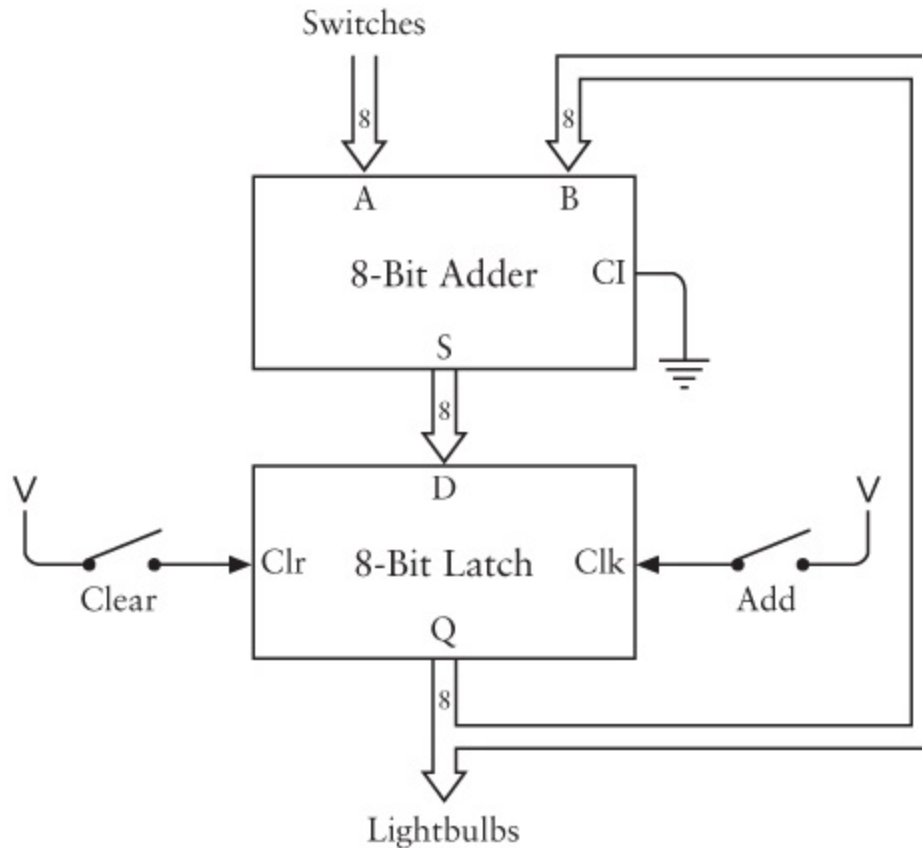 Switches
8
8
A
B
8-Bit Adder
CI
S
8
V
V
D
Clr
8-Bit Latch
Clk
Clear
Add
Q
8
Lightbulbs